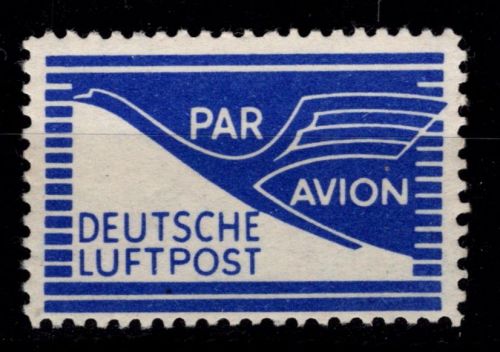 PAR
AVION
DEUTSCHE
LUFTPOST